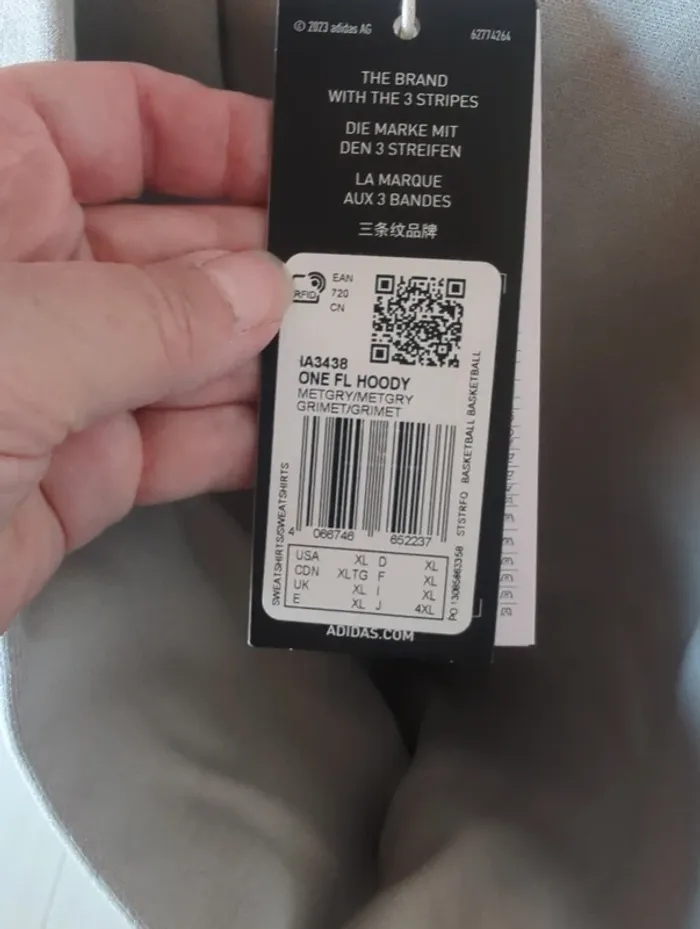 © 2023 adidas AG
62774264
THE BRAND
WITH THE 3 STRIPES
DIE MARKE MIT
DEN 3 STREIFEN
LA MARQUE
AUX 3 BANDES
三条纹品牌
RFID
EAN
720
CN
IA3438
ONE FL HOODY
METGRY/METGRY
GRIMET/GRIMET
4 066746 652237
SWEATSHIRTS/SWEATSHIRTS
STSTRFO BASKETBALL BASKETBALL
USA XL D XL
CDN XLTG F XL
UK XL I XL
E XL J 4XL
ADIDAS.COM